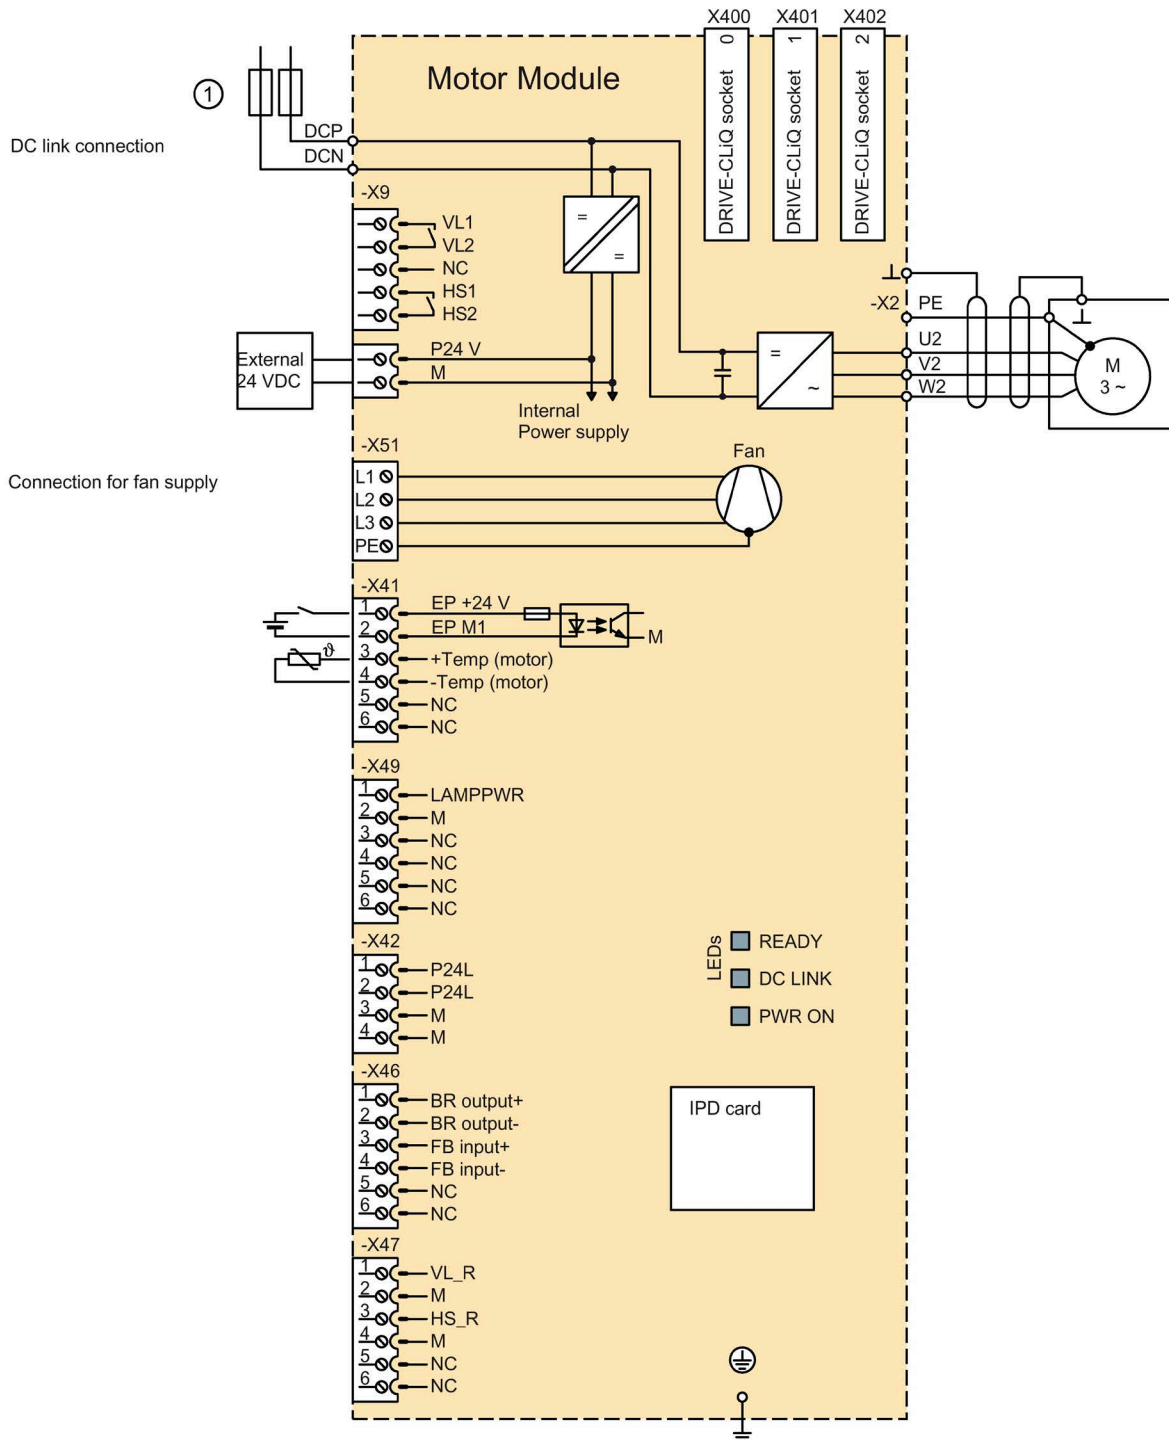 X400 X401 X402
0 1 2
DRIVE-CLiQ socket
DRIVE-CLiQ socket
DRIVE-CLiQ socket
Motor Module
1
DC link connection
DCP
DCN
-X9
VL1
VL2
NC
HS1
HS2
= =
External
24 VDC
P24 V
M
Internal
Power supply
= ~
-X2 PE
U2
V2
W2
M
3 ~
-X51
Connection for fan supply
L1
L2
L3
PE
Fan
-X41
1 EP +24 V
2 EP M1
M
ϑ
3 +Temp (motor)
4 -Temp (motor)
5 NC
6 NC
-X49
1 LAMPPWR
2 M
3 NC
4 NC
5 NC
6 NC
-X42
1 P24L
2 P24L
3 M
4 M
LEDs
READY
DC LINK
PWR ON
-X46
1 BR output+
2 BR output-
3 FB input+
4 FB input-
5 NC
6 NC
IPD card
-X47
1 VL_R
2 M
3 HS_R
4 M
5 NC
6 NC